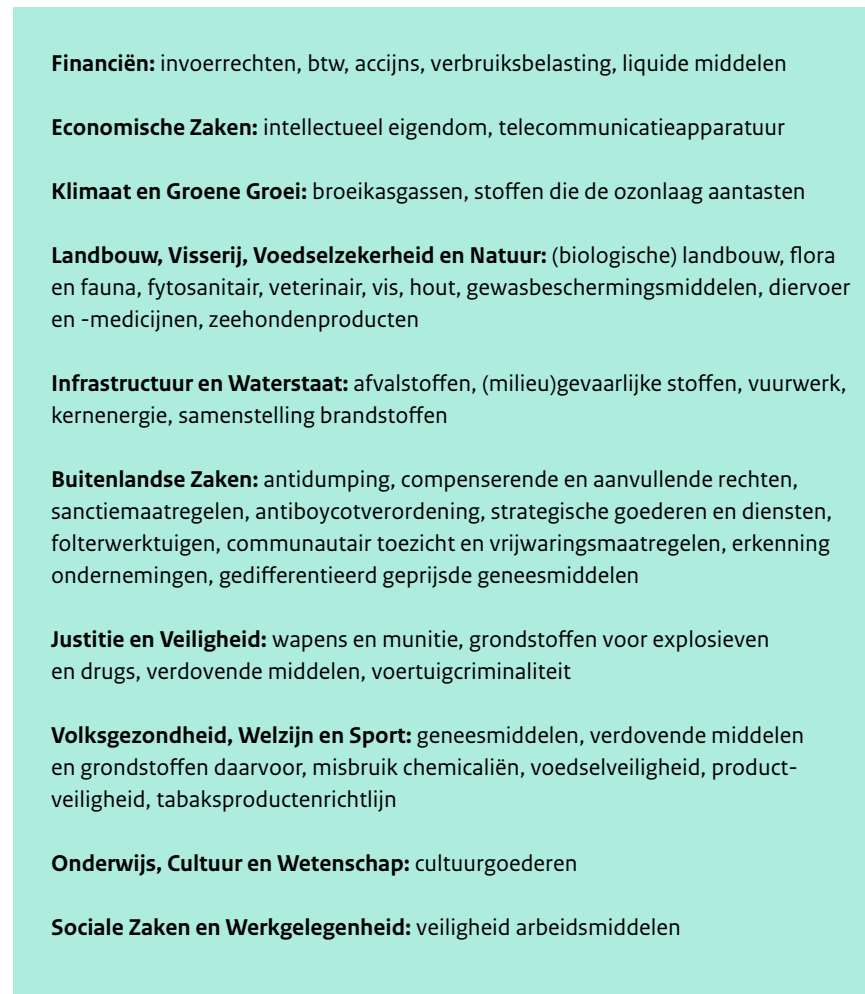 Financiën: invoerrechten, btw, accijns, verbruiksbelasting, liquide middelen
Economische Zaken: intellectueel eigendom, telecommunicatieapparatuur
Klimaat en Groene Groei: broeikasgassen, stoffen die de ozonlaag aantasten
Landbouw, Visserij, Voedselzekerheid en Natuur: (biologische) landbouw, flora
en fauna, fytosanitair, veterinair, vis, hout, gewasbeschermingsmiddelen, diervoer
en -medicijnen, zeehondenproducten
Infrastructuur en Waterstaat: afvalstoffen, (milieu)gevaarlijke stoffen, vuurwerk,
kernenergie, samenstelling brandstoffen
Buitenlandse Zaken: antidumping, compenserende en aanvullende rechten,
sanctiemaatregelen, antiboycotverordening, strategische goederen en diensten,
folterwerktuigen, communautair toezicht en vrijwaringsmaatregelen, erkenning
ondernemingen, gedifferentieerd geprijsde geneesmiddelen
Justitie en Veiligheid: wapens en munitie, grondstoffen voor explosieven
en drugs, verdovende middelen, voertuigcriminaliteit
Volksgezondheid, Welzijn en Sport: geneesmiddelen, verdovende middelen
en grondstoffen daarvoor, misbruik chemicaliën, voedselveiligheid, product-
veiligheid, tabaksproductenrichtlijn
Onderwijs, Cultuur en Wetenschap: cultuurgoederen
Sociale Zaken en Werkgelegenheid: veiligheid arbeidsmiddelen